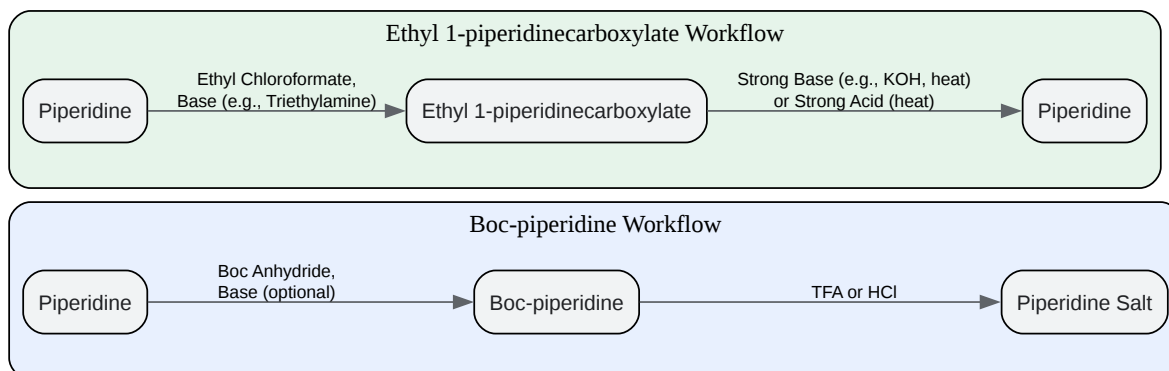 Ethyl 1-piperidinecarboxylate Workflow
Piperidine
Ethyl Chloroformate,
Base (e.g., Triethylamine)
Ethyl 1-piperidinecarboxylate
Strong Base (e.g., KOH, heat)
or Strong Acid (heat)
Piperidine
Boc-piperidine Workflow
Piperidine
Boc Anhydride,
Base (optional)
Boc-piperidine
TFA or HCl
Piperidine Salt